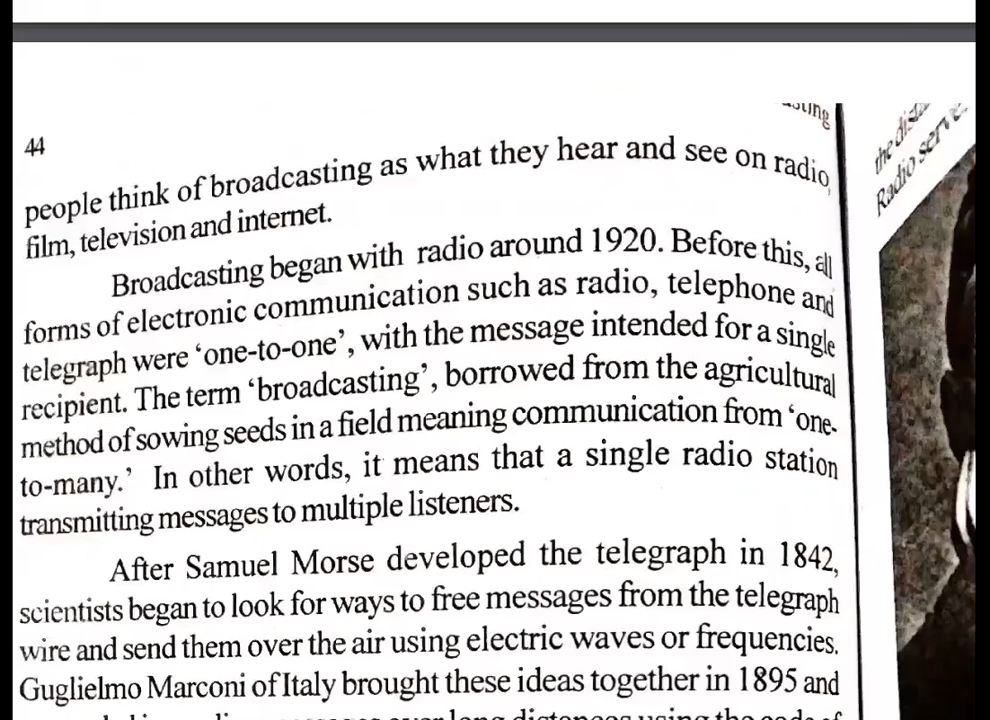 44
people think of broadcasting as what they hear and see on radio,
film, television and internet.
Broadcasting began with radio around 1920. Before this, all
forms of electronic communication such as radio, telephone and
telegraph were ‘one-to-one’, with the message intended for a single
recipient. The term ‘broadcasting’, borrowed from the agricultural
method of sowing seeds in a field meaning communication from ‘one-
to-many.’ In other words, it means that a single radio station
transmitting messages to multiple listeners.
After Samuel Morse developed the telegraph in 1842,
scientists began to look for ways to free messages from the telegraph
wire and send them over the air using electric waves or frequencies.
Guglielmo Marconi of Italy brought these ideas together in 1895 and
the
Radio